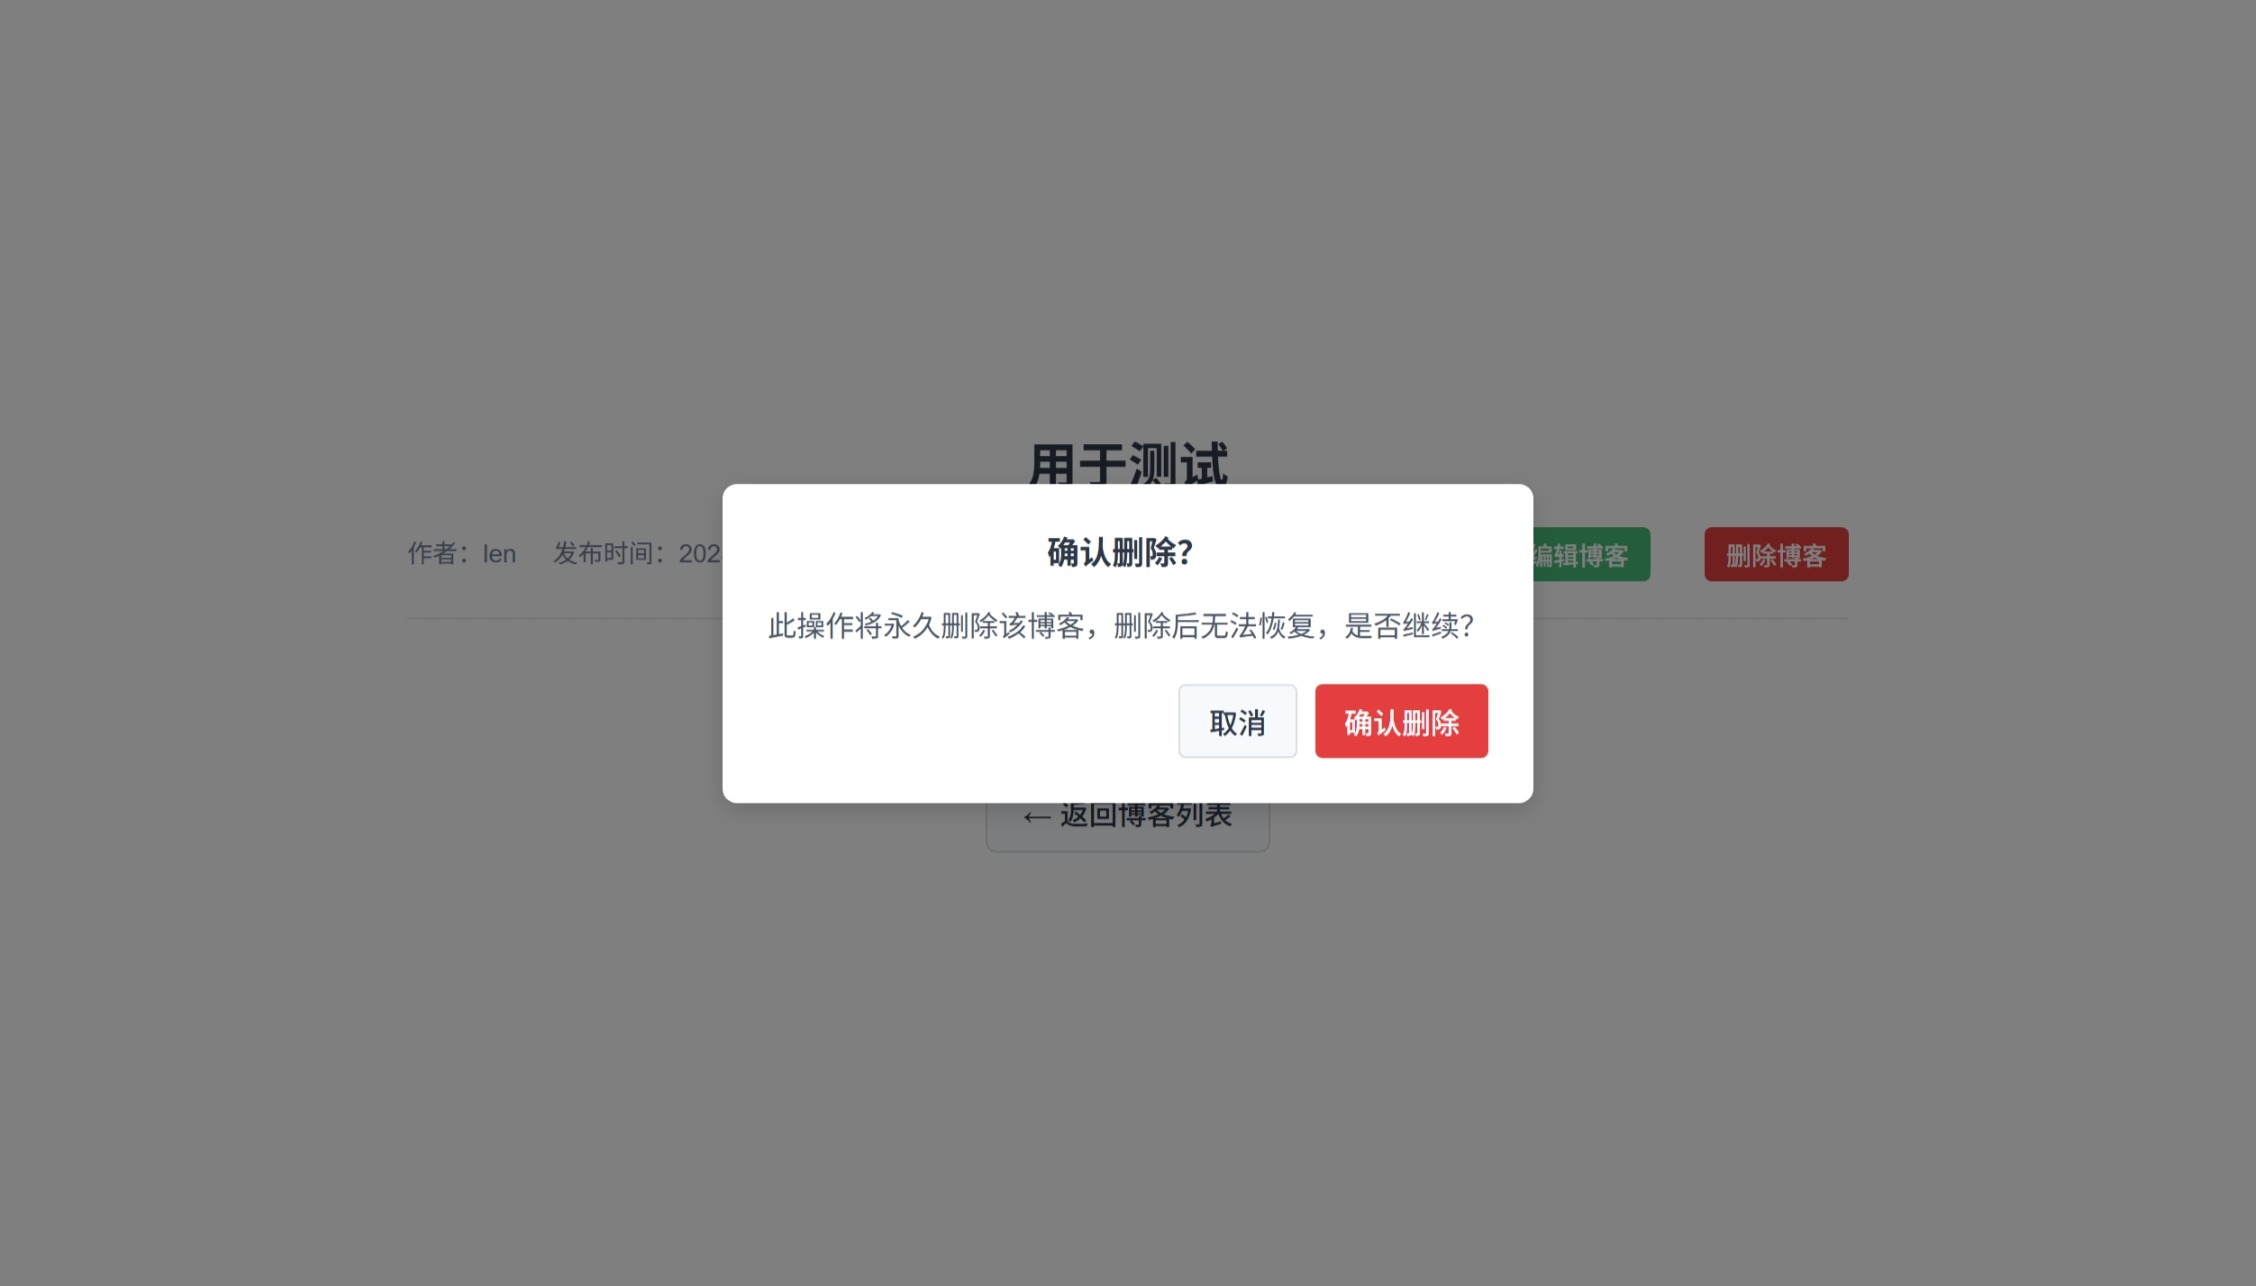 用于测试
作者：len 发布时间：202
编辑博客 删除博客
确认删除？
此操作将永久删除该博客，删除后无法恢复，是否继续？
取消 确认删除
← 返回博客列表